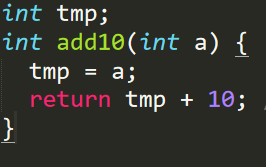 int tmp;
int add10(int a) {
  tmp = a;
  return tmp + 10;
}